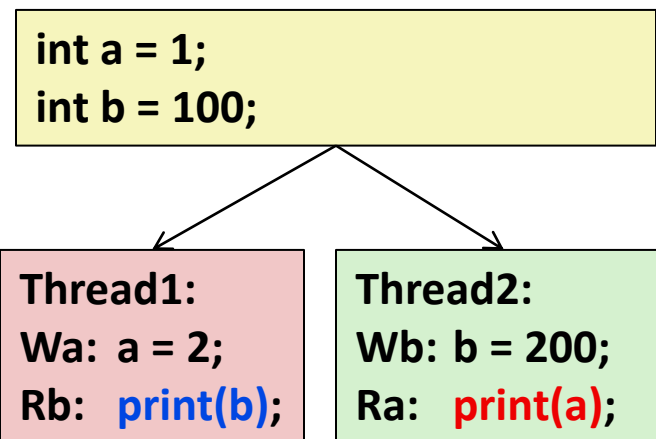 int a = 1;
int b = 100;
Thread1:
Wa: a = 2;
Rb: print(b);
Thread2:
Wb: b = 200;
Ra: print(a);